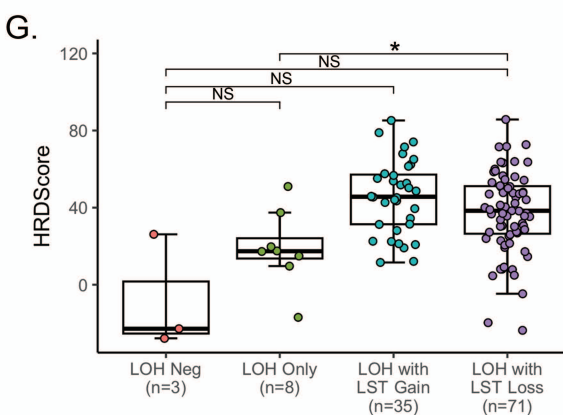 G.
120
80
40
0
HRDScore
*
NS
NS
NS
LOH Neg
(n=3)
LOH Only
(n=8)
LOH with
LST Gain
(n=35)
LOH with
LST Loss
(n=71)